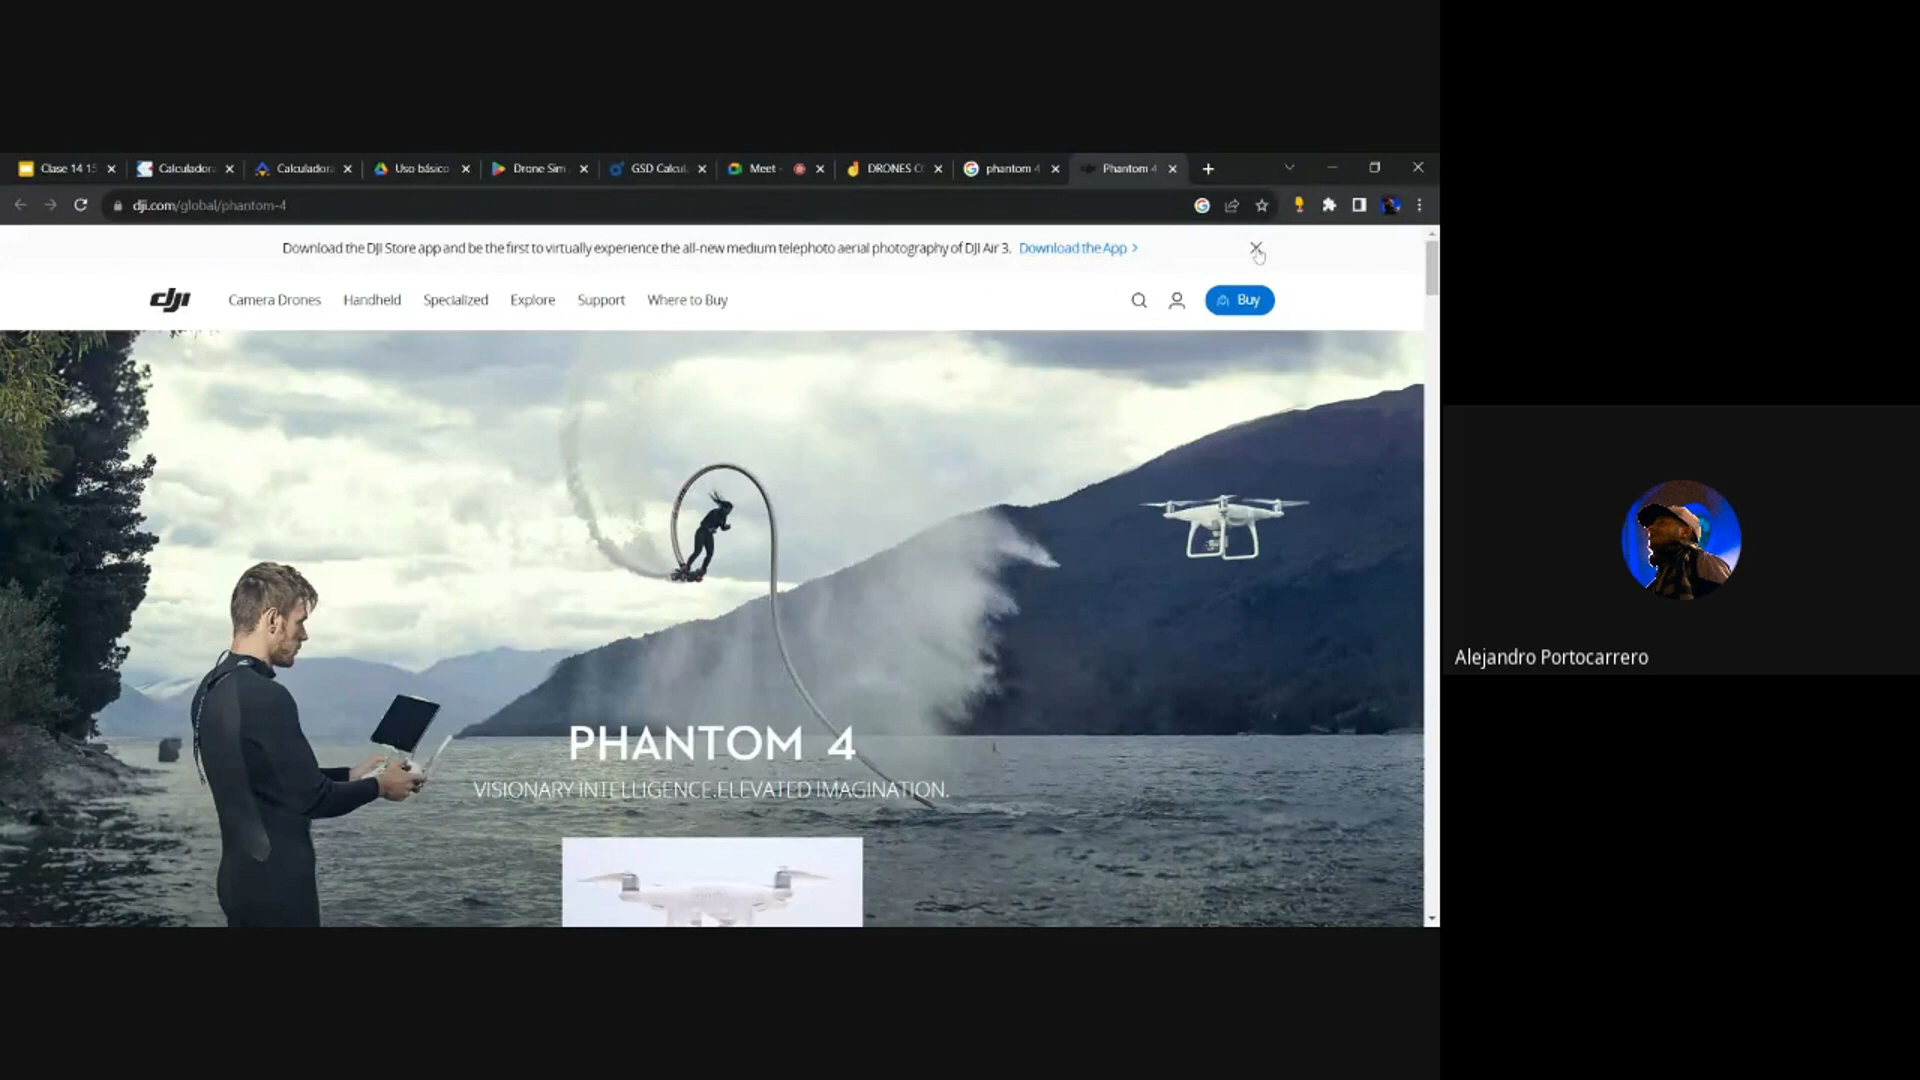 Clase 14 15
Calculadora
Calculadora
Uso básico
Drone Sim
GSD Calcul
Meet -
DRONES C
phantom 4
Phantom 4
dji.com/global/phantom-4
Download the DJI Store app and be the first to virtually experience the all-new medium telephoto aerial photography of DJI Air 3. Download the App >
dji
Camera Drones
Handheld
Specialized
Explore
Support
Where to Buy
Buy
PHANTOM 4
VISIONARY INTELLIGENCE.ELEVATED IMAGINATION.
Alejandro Portocarrero